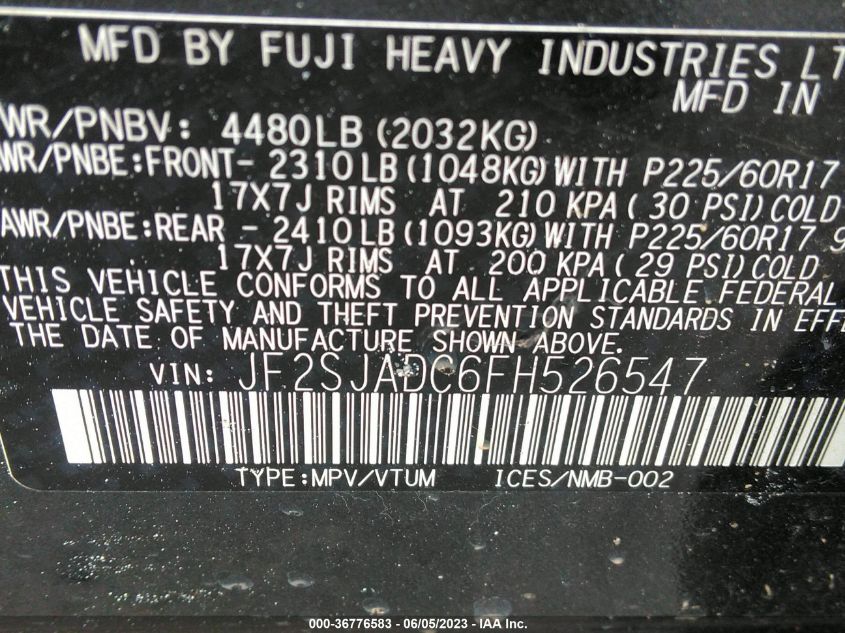 MFD BY FUJI HEAVY INDUSTRIES LT
MFD IN
WR/PNBV: 4480LB (2032KG)
WR/PNBE:FRONT- 2310LB (1048KG) WITH P225/60R17
17X7J RIMS AT 210 KPA ( 30 PSI) COLD
AWR/PNBE:REAR - 2410LB (1093KG) WITH P225/60R17 9
17X7J RIMS AT 200 KPA ( 29 PSI) COLD
THIS VEHICLE CONFORMS TO ALL APPLICABLE FEDERAL
VEHICLE SAFETY AND THEFT PREVENTION STANDARDS IN EFFE
THE DATE OF MANUFACTURE SHOWN ABOVE.
VIN: JF2SJADC6FH526547
TYPE:MPV/VTUM ICES/NMB-002
000-36776583 - 06/05/2023 - IAA Inc.